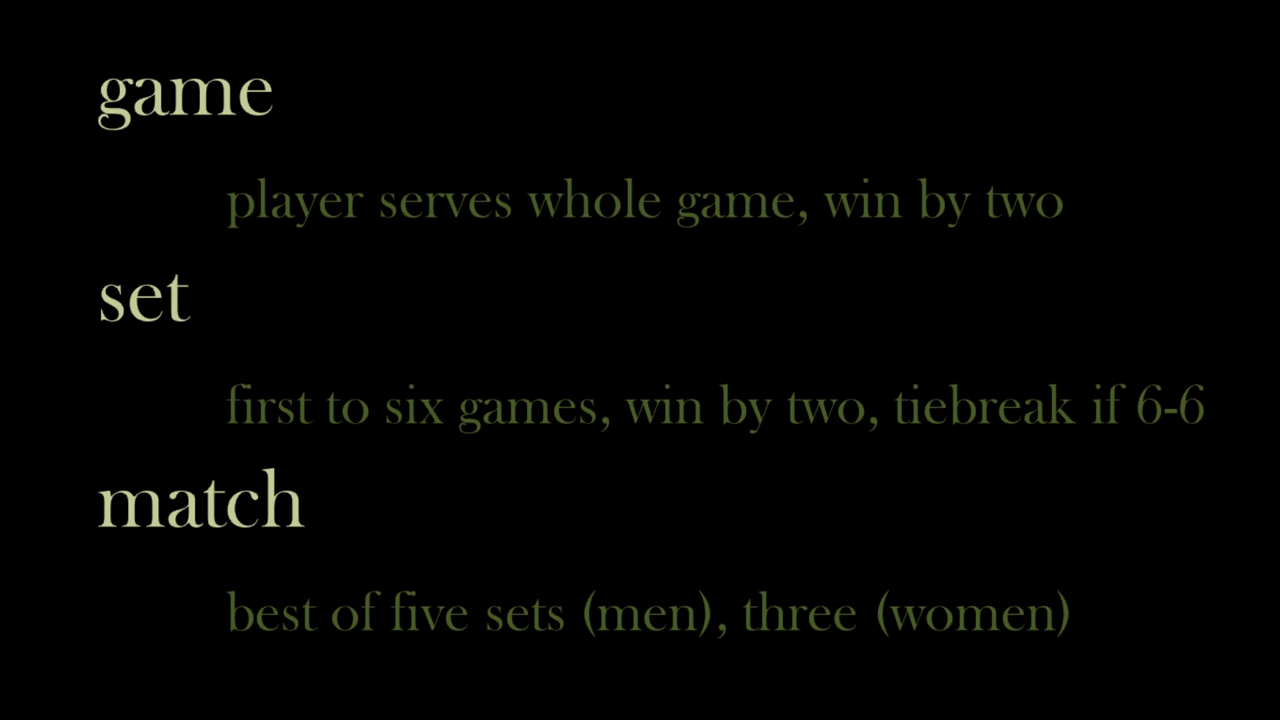 game
player serves whole game, win by two
set
first to six games, win by two, tiebreak if 6-6
match
best of five sets (men), three (women)